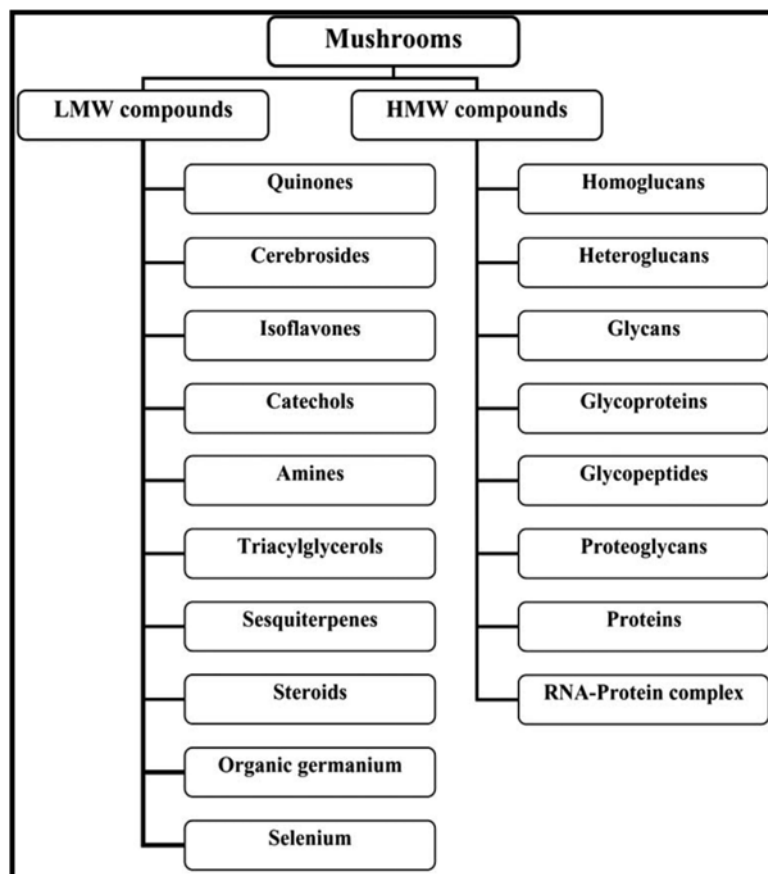 Mushrooms
LMW compounds
HMW compounds
Quinones
Cerebrosides
Isoflavones
Catechols
Amines
Triacylglycerols
Sesquiterpenes
Steroids
Organic germanium
Selenium
Homoglucans
Heteroglucans
Glycans
Glycoproteins
Glycopeptides
Proteoglycans
Proteins
RNA-Protein complex